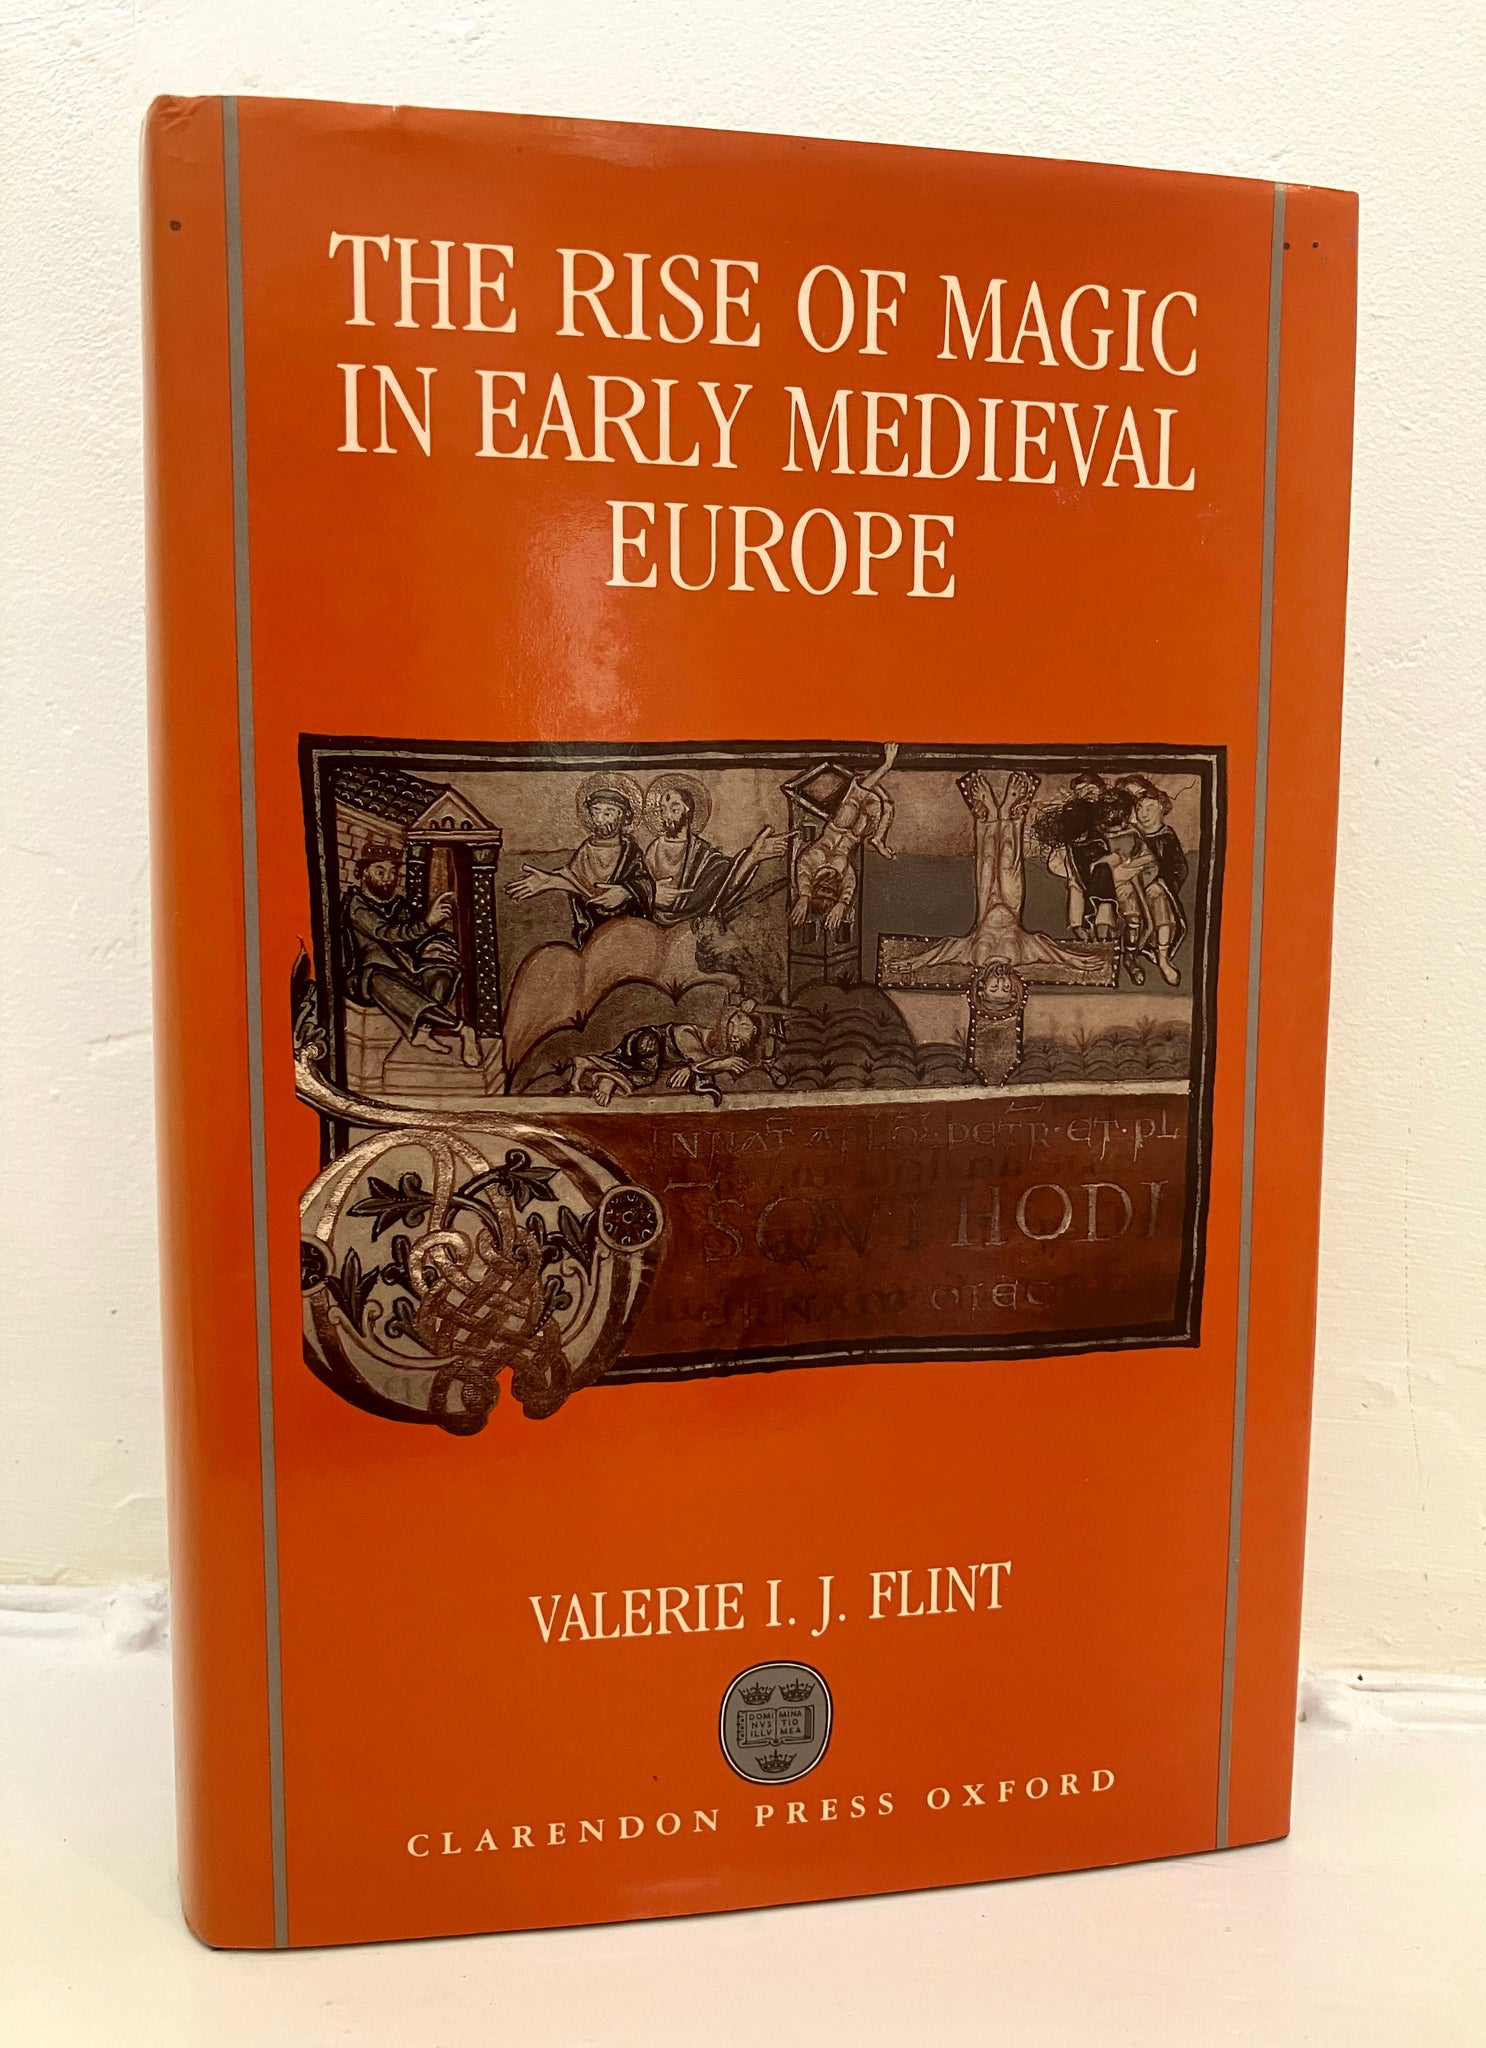 THE RISE OF MAGIC
IN EARLY MEDIEVAL
EUROPE
HODI
VALERIE I. J. FLINT
DOMI MINA
NVS TIO
ILLV MEA
CLARENDON PRESS OXFORD